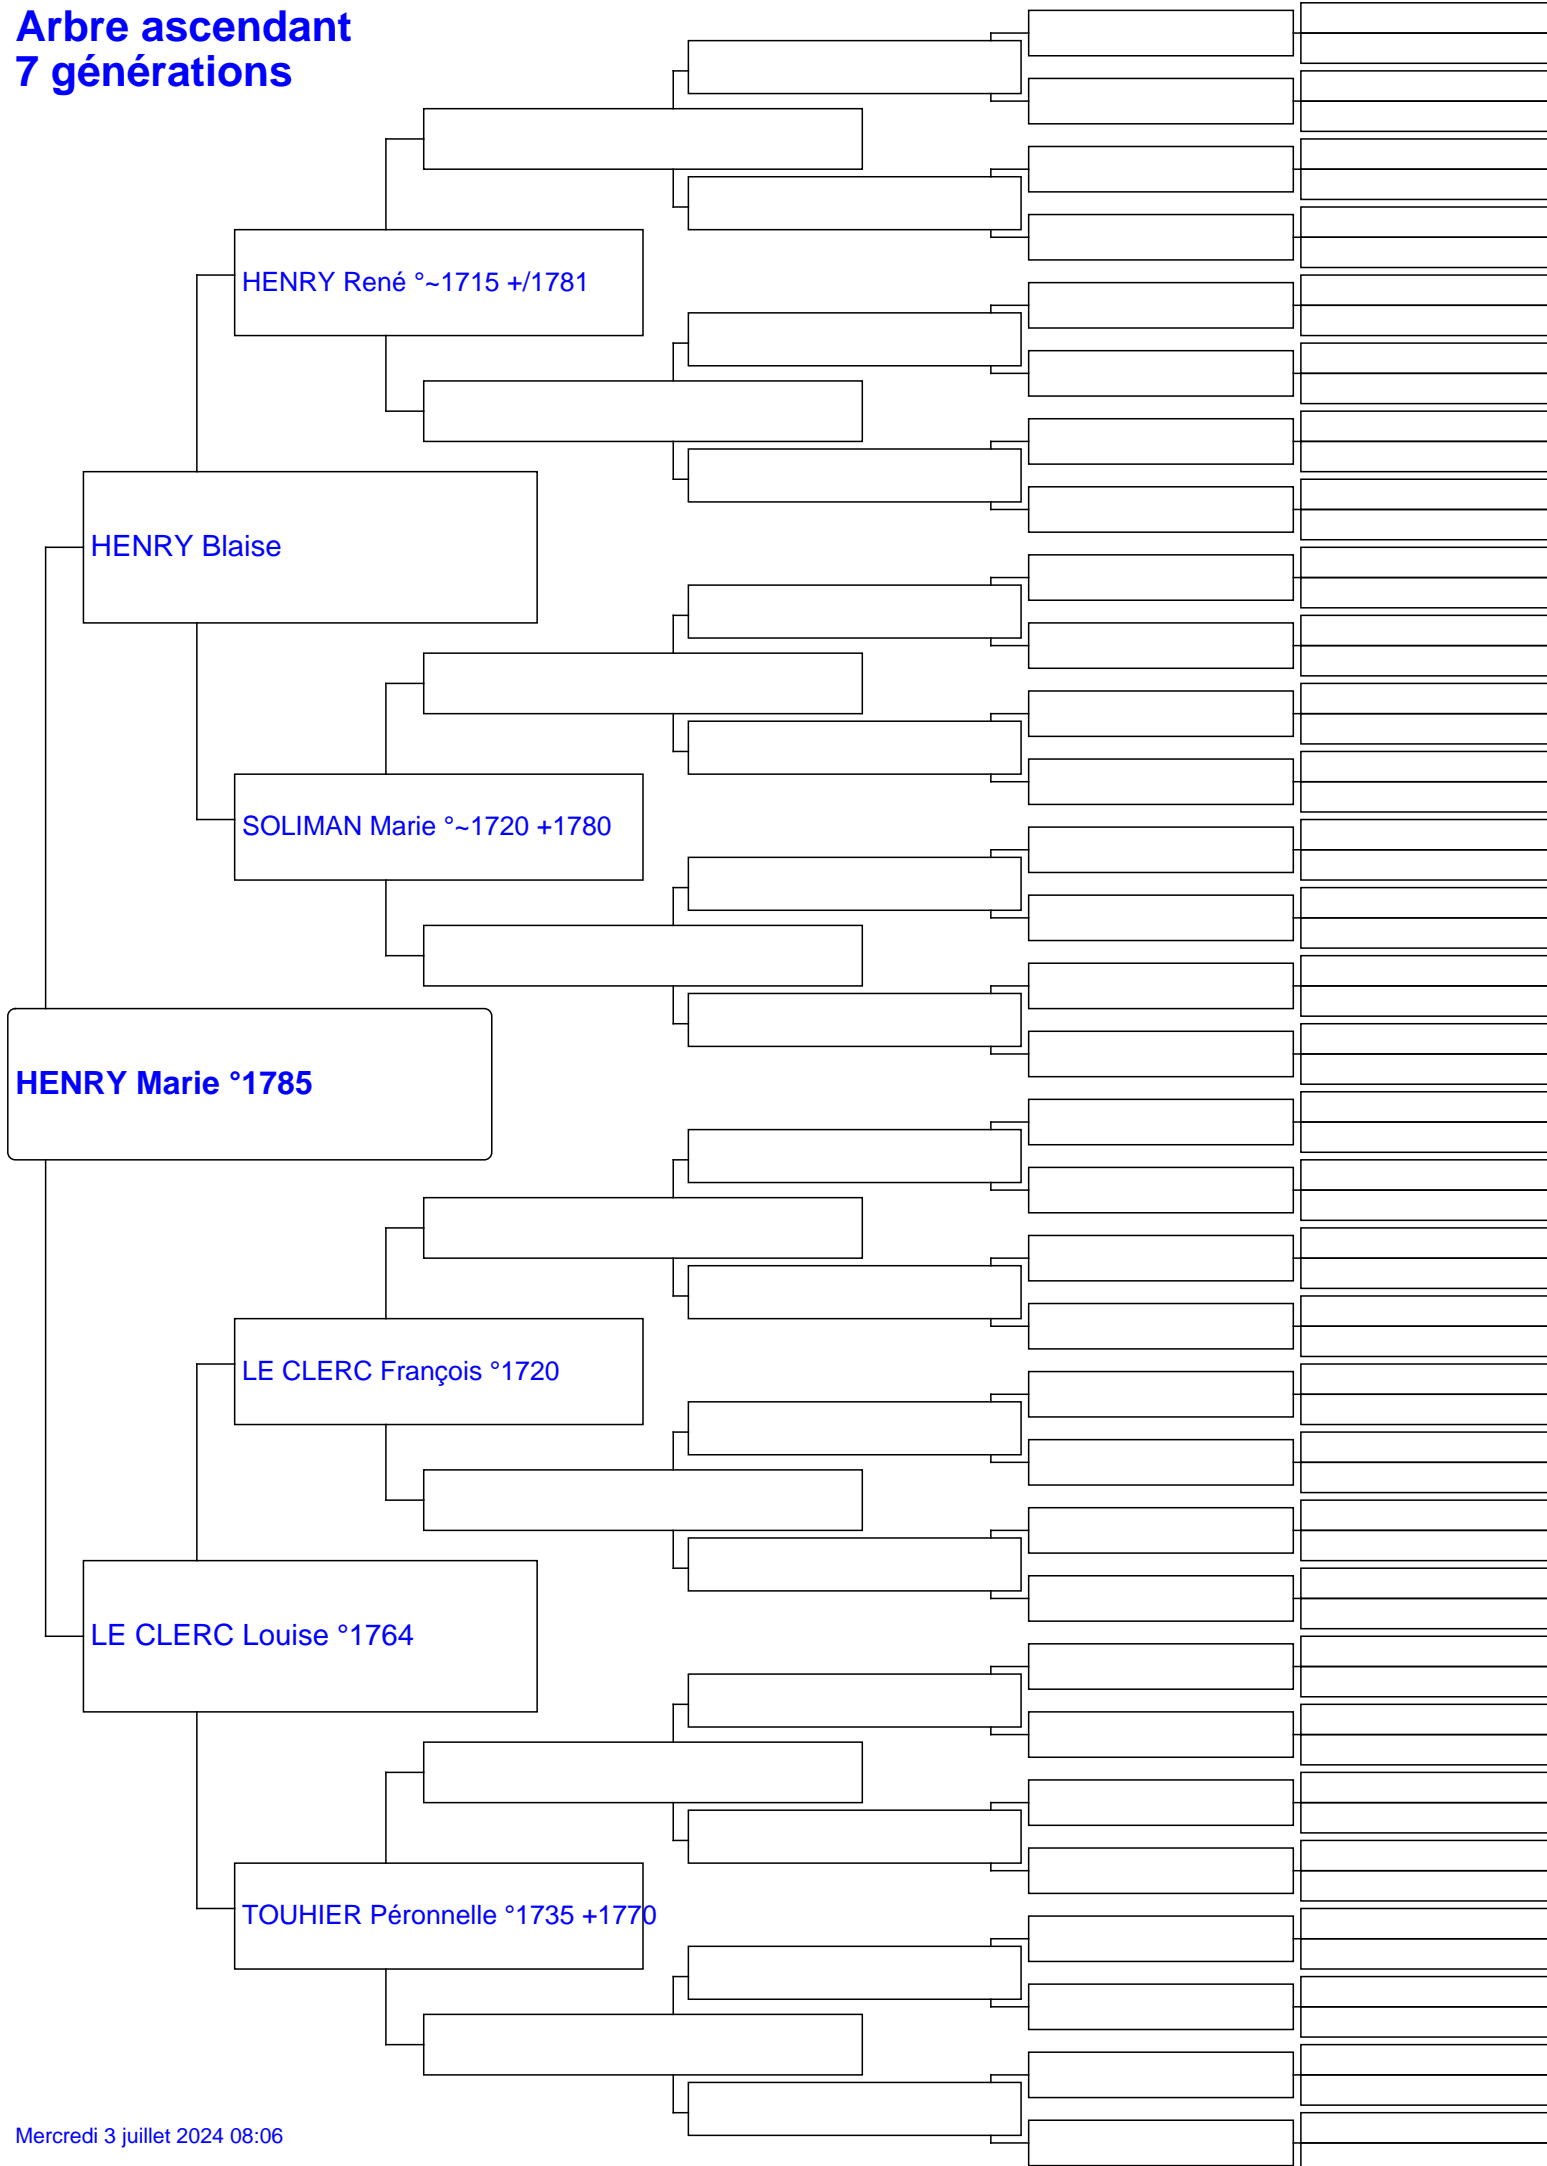 Arbre ascendant
7 générations
HENRY René °~1715 +/1781
HENRY Blaise
SOLIMAN Marie °~1720 +1780
HENRY Marie °1785
LE CLERC François °1720
LE CLERC Louise °1764
TOUHIER Péronnelle °1735 +1770
Mercredi 3 juillet 2024 08:06